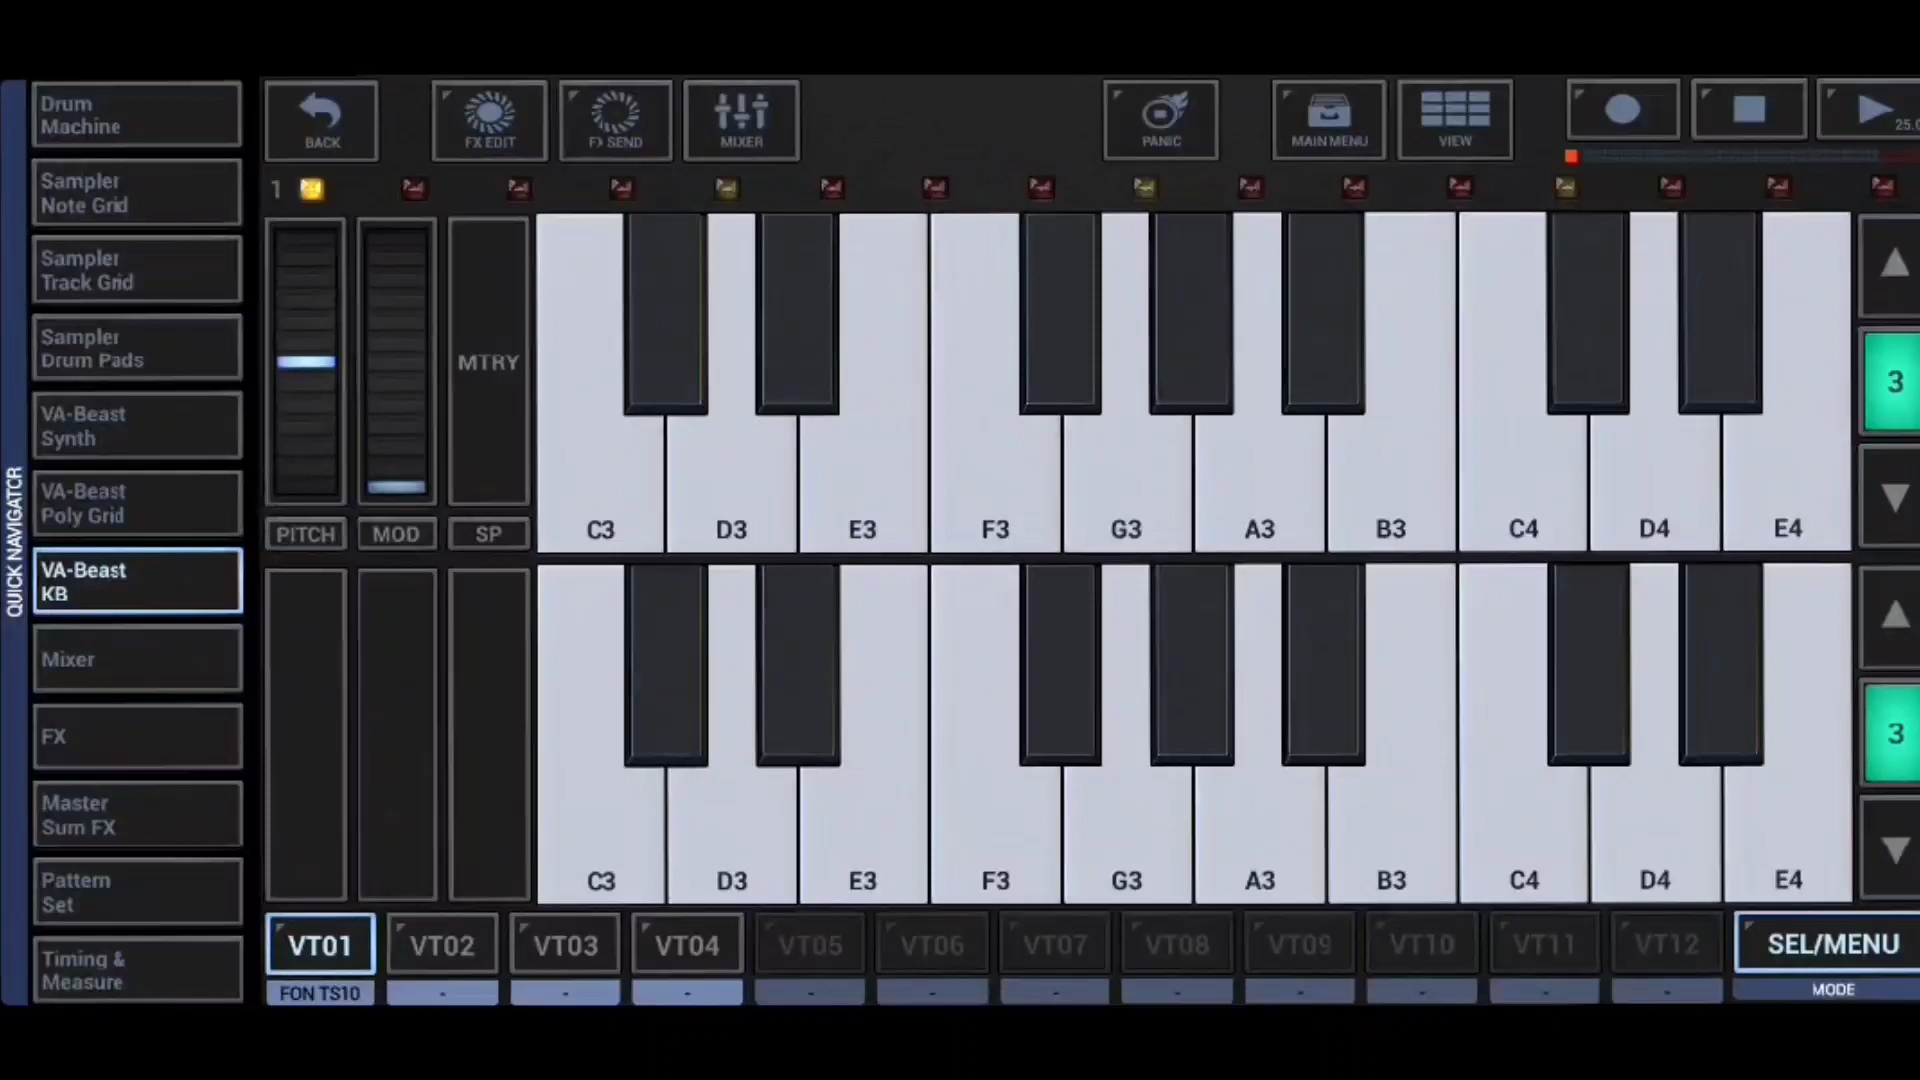 QUICK NAVIGATOR
Drum
Machine
Sampler
Note Grid
Sampler
Track Grid
Sampler
Drum Pads
VA-Beast
Synth
VA-Beast
Poly Grid
VA-Beast
KB
Mixer
FX
Master
Sum FX
Pattern
Set
Timing &
Measure
BACK
FX EDIT
FX SEND
MIXER
PANIC
MAIN MENU
VIEW
1
MTRY
PITCH
MOD
SP
C3 D3 E3 F3 G3 A3 B3 C4 D4 E4
3
C3 D3 E3 F3 G3 A3 B3 C4 D4 E4
3
VT01 VT02 VT03 VT04 VT05 VT06 VT07 VT08 VT09 VT10 VT11 VT12 SEL/MENU
FON TS10 - - - - - - - - - - - MODE